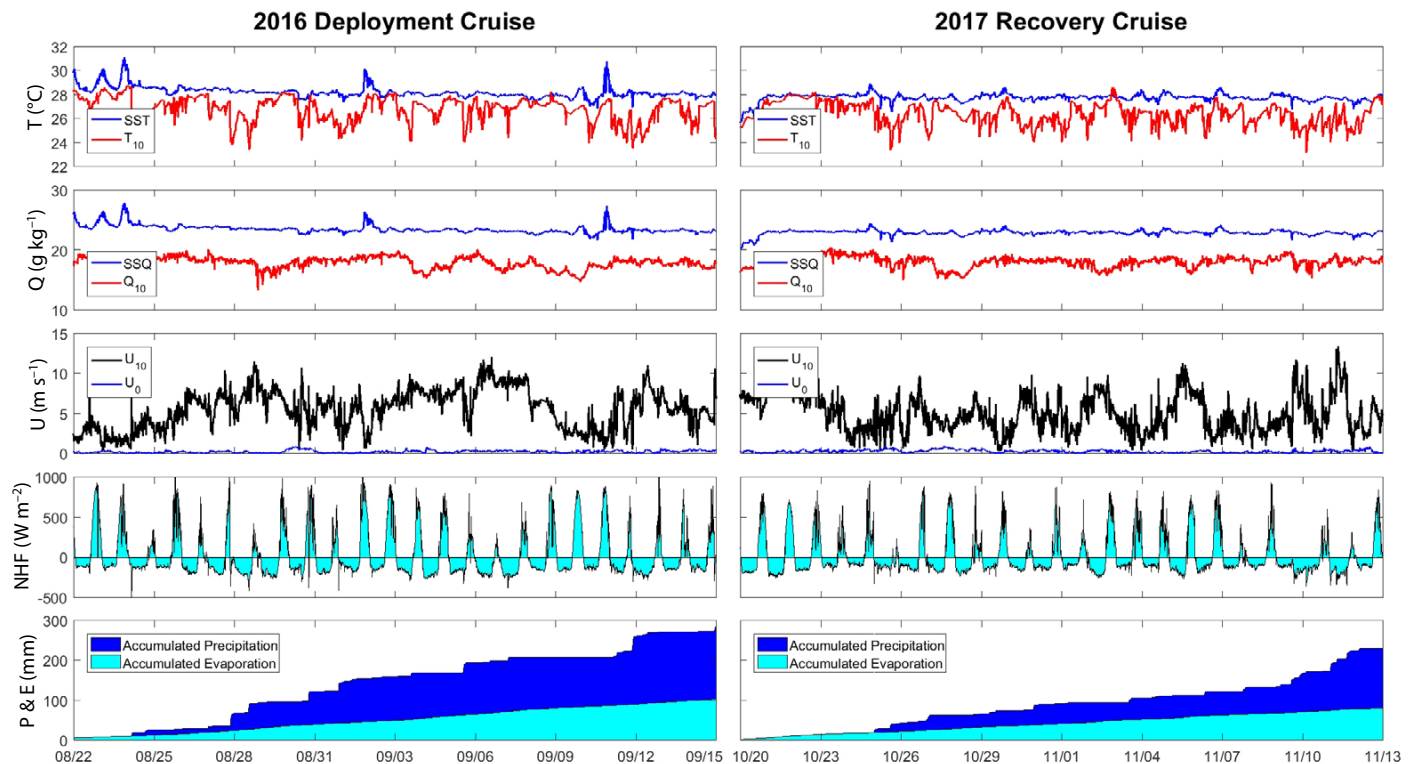 2016 Deployment Cruise 2017 Recovery Cruise
T (°C)
32
30
28
26
24
22
SST
T10
SST
T10
Q (g kg⁻¹)
30
20
10
SSQ
Q10
SSQ
Q10
U (m s⁻¹)
15
10
5
0
U10
U0
U10
U0
NHF (W m⁻²)
1000
500
0
-500
P & E (mm)
300
200
100
0
Accumulated Precipitation
Accumulated Evaporation
Accumulated Precipitation
Accumulated Evaporation
08/22 08/25 08/28 08/31 09/03 09/06 09/09 09/12 09/15 10/20 10/23 10/26 10/29 11/01 11/04 11/07 11/10 11/13